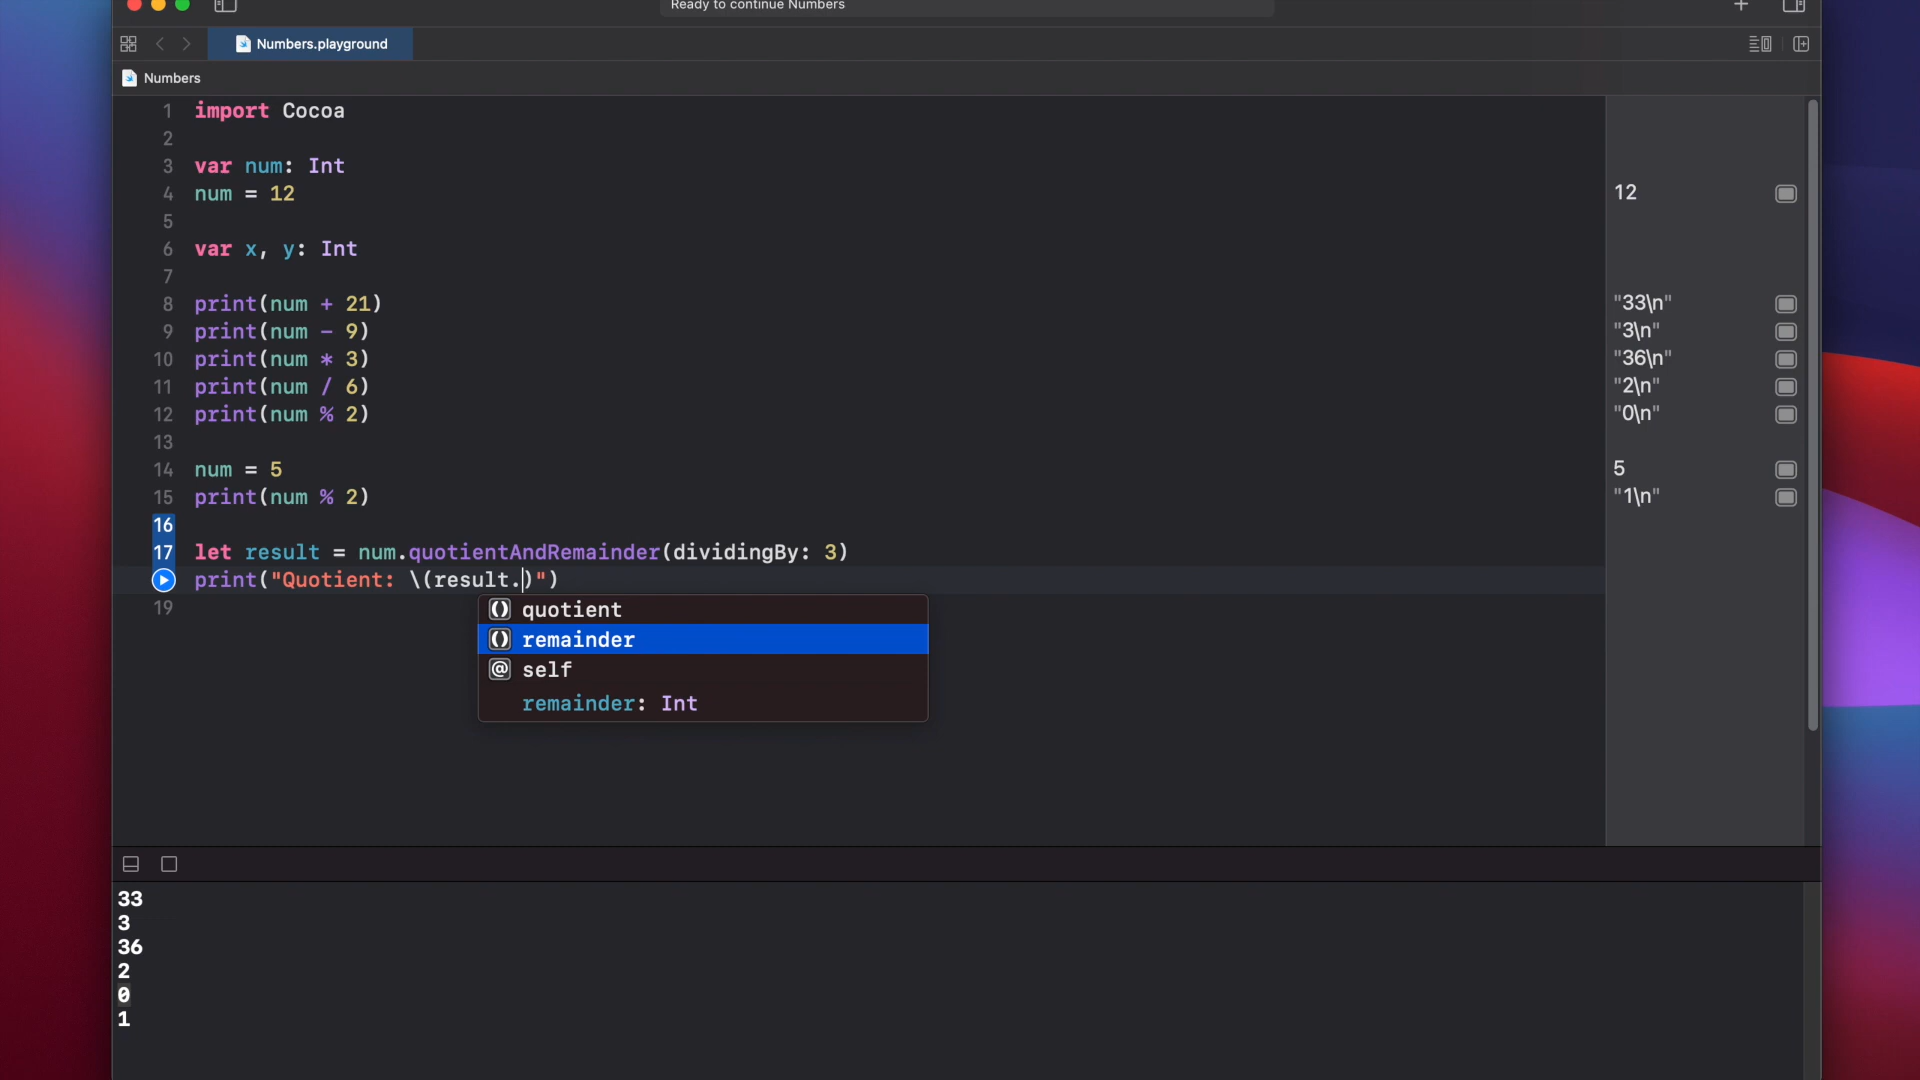 Ready to continue Numbers
Numbers.playground
Numbers
1 import Cocoa
2
3 var num: Int
4 num = 12 12
5
6 var x, y: Int
7
8 print(num + 21) "33\n"
9 print(num - 9) "3\n"
10 print(num * 3) "36\n"
11 print(num / 6) "2\n"
12 print(num % 2) "0\n"
13
14 num = 5 5
15 print(num % 2) "1\n"
16
17 let result = num.quotientAndRemainder(dividingBy: 3)
print("Quotient: \(result.)")
19
quotient
remainder
@ self
remainder: Int
33
3
36
2
0
1